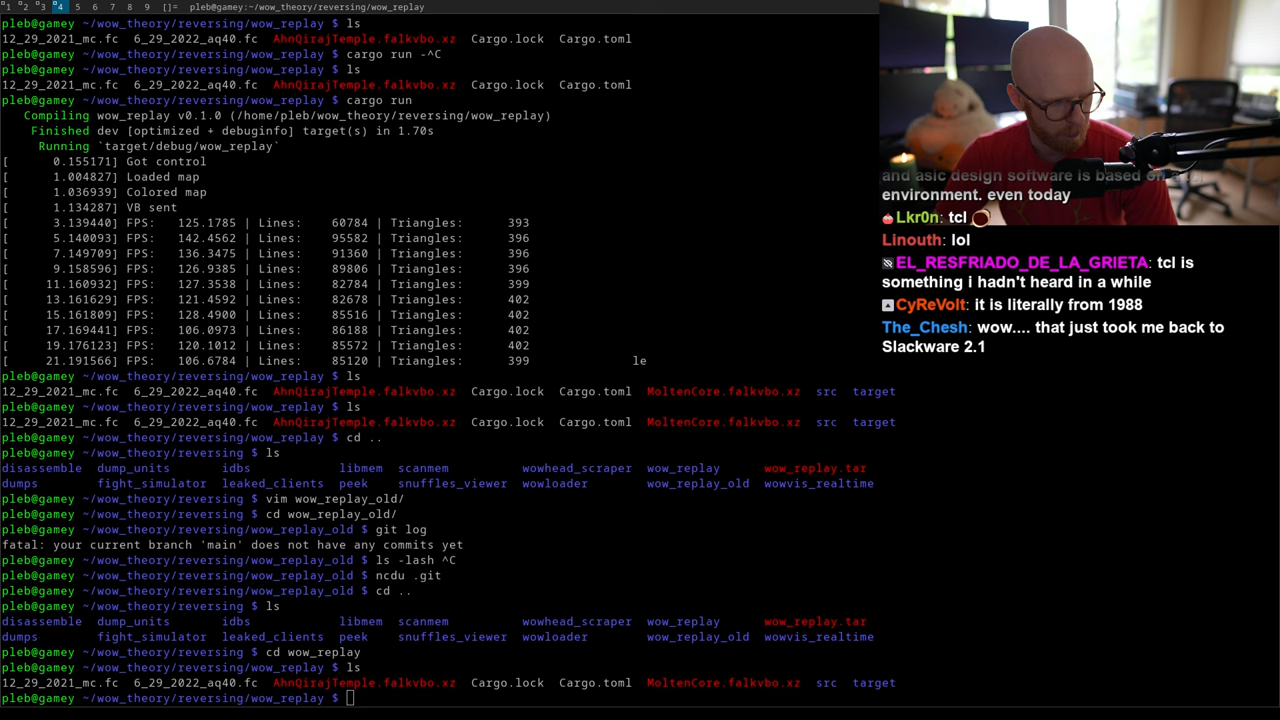 1 2 3 4 5 6 7 8 9 []= pleb@gamey:~/wow_theory/reversing/wow_replay
pleb@gamey ~/wow_theory/reversing/wow_replay $ ls
12_29_2021_mc.fc 6_29_2022_aq40.fc AhnQirajTemple.falkvbo.xz Cargo.lock Cargo.toml
pleb@gamey ~/wow_theory/reversing/wow_replay $ cargo run -^C
pleb@gamey ~/wow_theory/reversing/wow_replay $ ls
12_29_2021_mc.fc 6_29_2022_aq40.fc AhnQirajTemple.falkvbo.xz Cargo.lock Cargo.toml
pleb@gamey ~/wow_theory/reversing/wow_replay $ cargo run
Compiling wow_replay v0.1.0 (/home/pleb/wow_theory/reversing/wow_replay)
Finished dev [optimized + debuginfo] target(s) in 1.70s
Running `target/debug/wow_replay`
[ 0.155171] Got control
[ 1.004827] Loaded map
[ 1.036939] Colored map
[ 1.134287] VB sent
[ 3.139440] FPS: 125.1785 | Lines: 60784 | Triangles: 393
[ 5.140093] FPS: 142.4562 | Lines: 95582 | Triangles: 396
[ 7.149709] FPS: 136.3475 | Lines: 91360 | Triangles: 396
[ 9.158596] FPS: 126.9385 | Lines: 89806 | Triangles: 396
[ 11.160932] FPS: 127.3538 | Lines: 82784 | Triangles: 399
[ 13.161629] FPS: 121.4592 | Lines: 82678 | Triangles: 402
[ 15.161809] FPS: 128.4900 | Lines: 85516 | Triangles: 402
[ 17.169441] FPS: 106.0973 | Lines: 86188 | Triangles: 402
[ 19.176123] FPS: 120.1012 | Lines: 85572 | Triangles: 402
[ 21.191566] FPS: 106.6784 | Lines: 85120 | Triangles: 399 le
pleb@gamey ~/wow_theory/reversing/wow_replay $ ls
12_29_2021_mc.fc 6_29_2022_aq40.fc AhnQirajTemple.falkvbo.xz Cargo.lock Cargo.toml MoltenCore.falkvbo.xz src target
pleb@gamey ~/wow_theory/reversing/wow_replay $ ls
12_29_2021_mc.fc 6_29_2022_aq40.fc AhnQirajTemple.falkvbo.xz Cargo.lock Cargo.toml MoltenCore.falkvbo.xz src target
pleb@gamey ~/wow_theory/reversing/wow_replay $ cd ..
pleb@gamey ~/wow_theory/reversing $ ls
disassemble dump_units idbs libmem scanmem wowhead_scraper wow_replay wow_replay.tar
dumps fight_simulator leaked_clients peek snuffles_viewer wowloader wow_replay_old wowvis_realtime
pleb@gamey ~/wow_theory/reversing $ vim wow_replay_old/
pleb@gamey ~/wow_theory/reversing $ cd wow_replay_old/
pleb@gamey ~/wow_theory/reversing/wow_replay_old $ git log
fatal: your current branch 'main' does not have any commits yet
pleb@gamey ~/wow_theory/reversing/wow_replay_old $ ls -lash ^C
pleb@gamey ~/wow_theory/reversing/wow_replay_old $ ncdu .git
pleb@gamey ~/wow_theory/reversing/wow_replay_old $ cd ..
pleb@gamey ~/wow_theory/reversing $ ls
disassemble dump_units idbs libmem scanmem wowhead_scraper wow_replay wow_replay.tar
dumps fight_simulator leaked_clients peek snuffles_viewer wowloader wow_replay_old wowvis_realtime
pleb@gamey ~/wow_theory/reversing $ cd wow_replay
pleb@gamey ~/wow_theory/reversing/wow_replay $ ls
12_29_2021_mc.fc 6_29_2022_aq40.fc AhnQirajTemple.falkvbo.xz Cargo.lock Cargo.toml MoltenCore.falkvbo.xz src target
pleb@gamey ~/wow_theory/reversing/wow_replay $
and asic design software is based on a
environment. even today
Lkr0n: tcl
Linouth: lol
EL_RESFRIADO_DE_LA_GRIETA: tcl is
something i hadn't heard in a while
CyReVolt: it is literally from 1988
The_Chesh: wow.... that just took me back to
Slackware 2.1